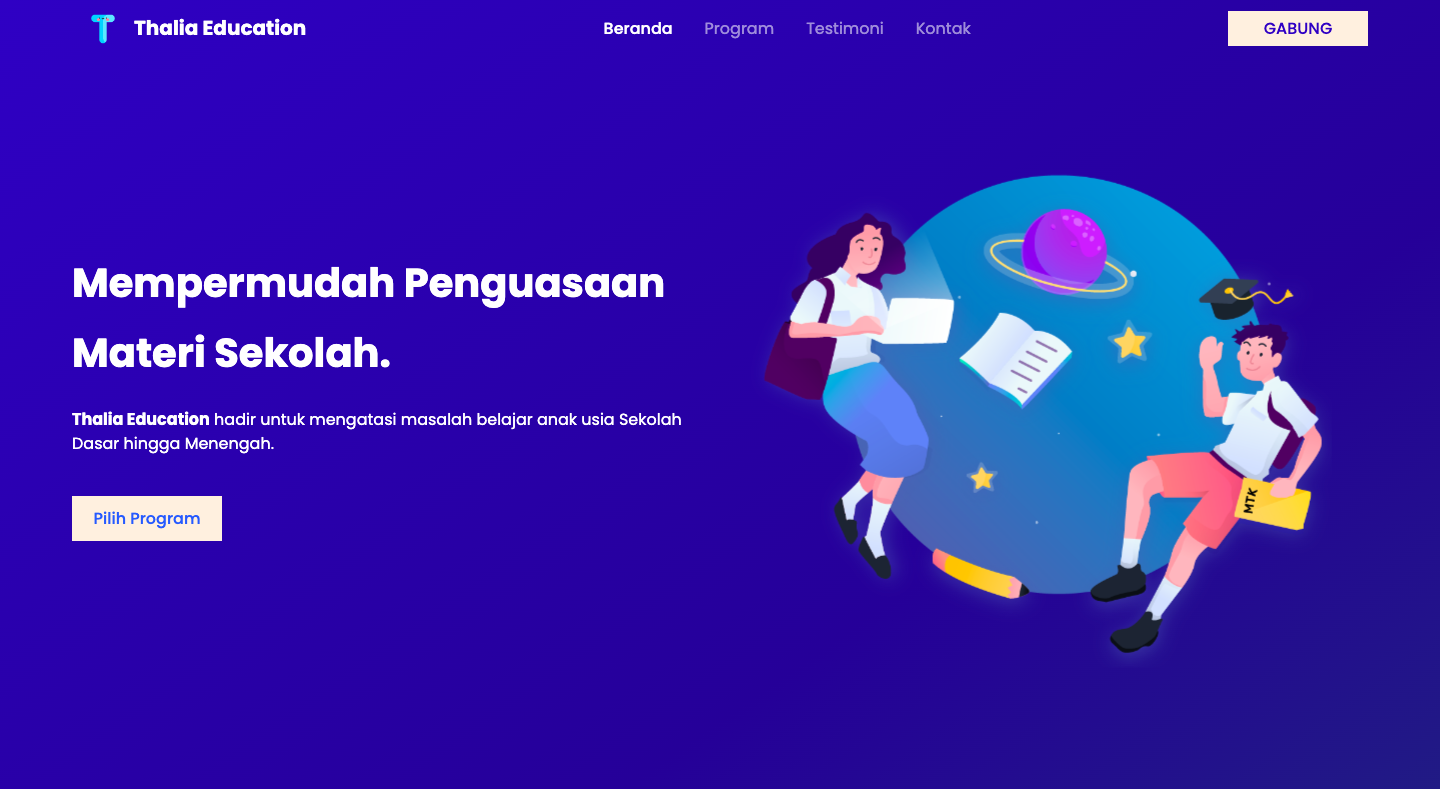 Thalia Education
Beranda
Program
Testimoni
Kontak
GABUNG
Mempermudah Penguasaan
Materi Sekolah.
Thalia Education hadir untuk mengatasi masalah belajar anak usia Sekolah
Dasar hingga Menengah.
Pilih Program
MTK